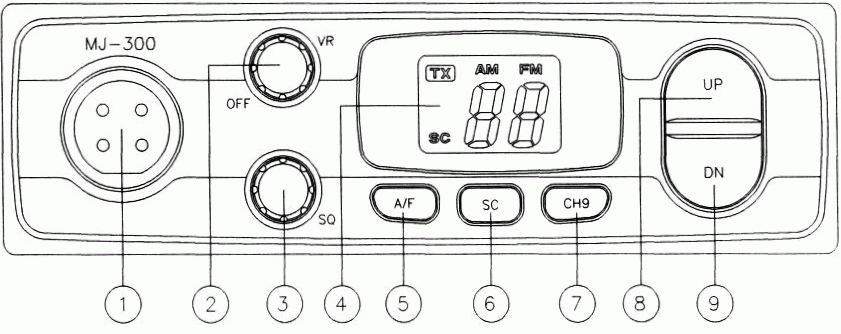 MJ-300
VR
OFF
TX AM FM
SC 88
UP
DN
SQ
A/F SC CH9
1 2 3 4 5 6 7 8 9